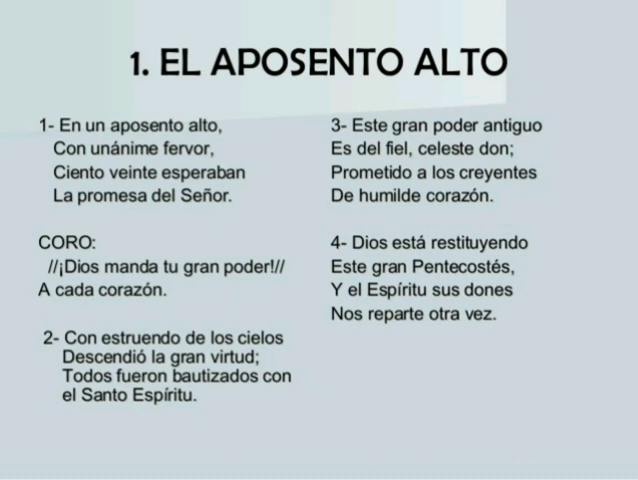 1. EL APOSENTO ALTO
1- En un aposento alto,
Con unánime fervor,
Ciento veinte esperaban
La promesa del Señor.
CORO:
//¡Dios manda tu gran poder!//
A cada corazón.
2- Con estruendo de los cielos
Descendió la gran virtud;
Todos fueron bautizados con
el Santo Espíritu.
3- Este gran poder antiguo
Es del fiel, celeste don;
Prometido a los creyentes
De humilde corazón.
4- Dios está restituyendo
Este gran Pentecostés,
Y el Espíritu sus dones
Nos reparte otra vez.